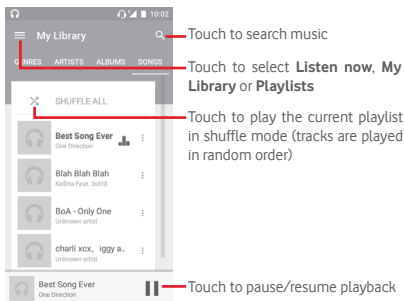 10:02
My Library
Touch to search music
GENRES ARTISTS ALBUMS SONGS
Touch to select Listen now, My
Library or Playlists
SHUFFLE ALL
Touch to play the current playlist
in shuffle mode (tracks are played
in random order)
Best Song Ever
One Direction
Blah Blah Blah
Ke$Ha Feat. 3oh!3
BoA - Only One
Unknown artist
charli xcx、iggy a..
Unknown artist
Best Song Ever
One Direction
Touch to pause/resume playback